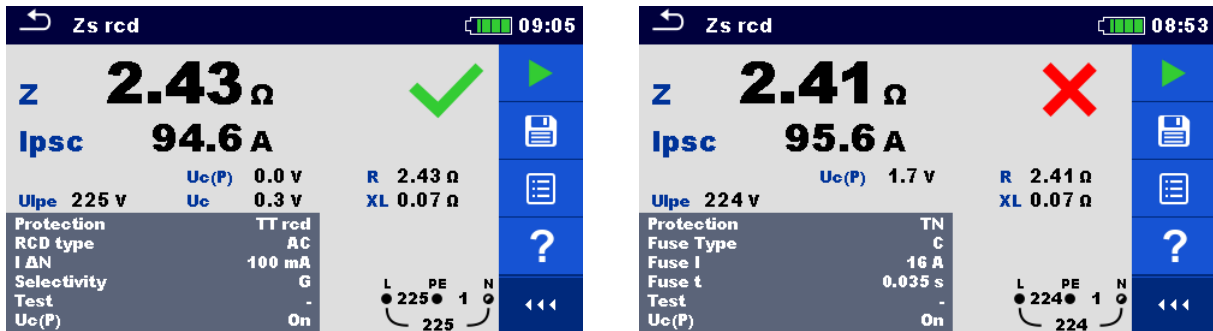 Zs rcd 09:05
Z 2.43 Ω
Ipsc 94.6 A
Uc(P) 0.0 V R 2.43 Ω
Ulpe 225 V Uc 0.3 V XL 0.07 Ω
Protection TT rcd
RCD type AC
I ΔN 100 mA
Selectivity G
Test -
Uc(P) On
L PE N
225 1
225
?
Zs rcd 08:53
Z 2.41 Ω
Ipsc 95.6 A
Uc(P) 1.7 V R 2.41 Ω
Ulpe 224 V XL 0.07 Ω
Protection TN
Fuse Type C
Fuse I 16 A
Fuse t 0.035 s
Test -
Uc(P) On
L PE N
224 1
224
?